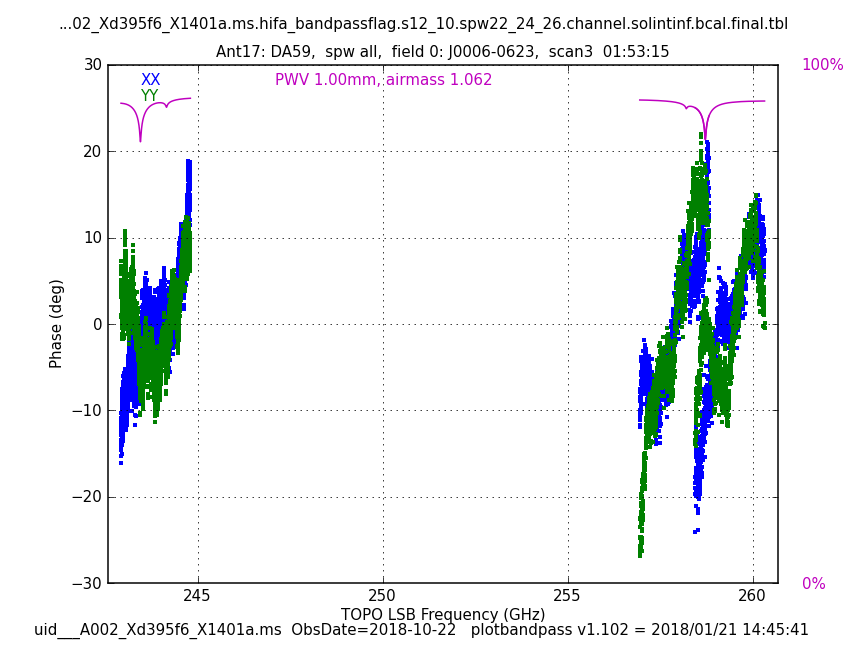 ...02_Xd395f6_X1401a.ms.hifa_bandpassflag.s12_10.spw22_24_26.channel.solintinf.bcal.final.tbl
Ant17: DA59,  spw all,  field 0: J0006-0623,  scan3  01:53:15
30
XX
PWV 1.00mm, airmass 1.062
100%
YY
20
10
0
Phase (deg)
−10
−20
−30
0%
245
250
255
260
TOPO LSB Frequency (GHz)
uid___A002_Xd395f6_X1401a.ms  ObsDate=2018-10-22   plotbandpass v1.102 = 2018/01/21 14:45:41